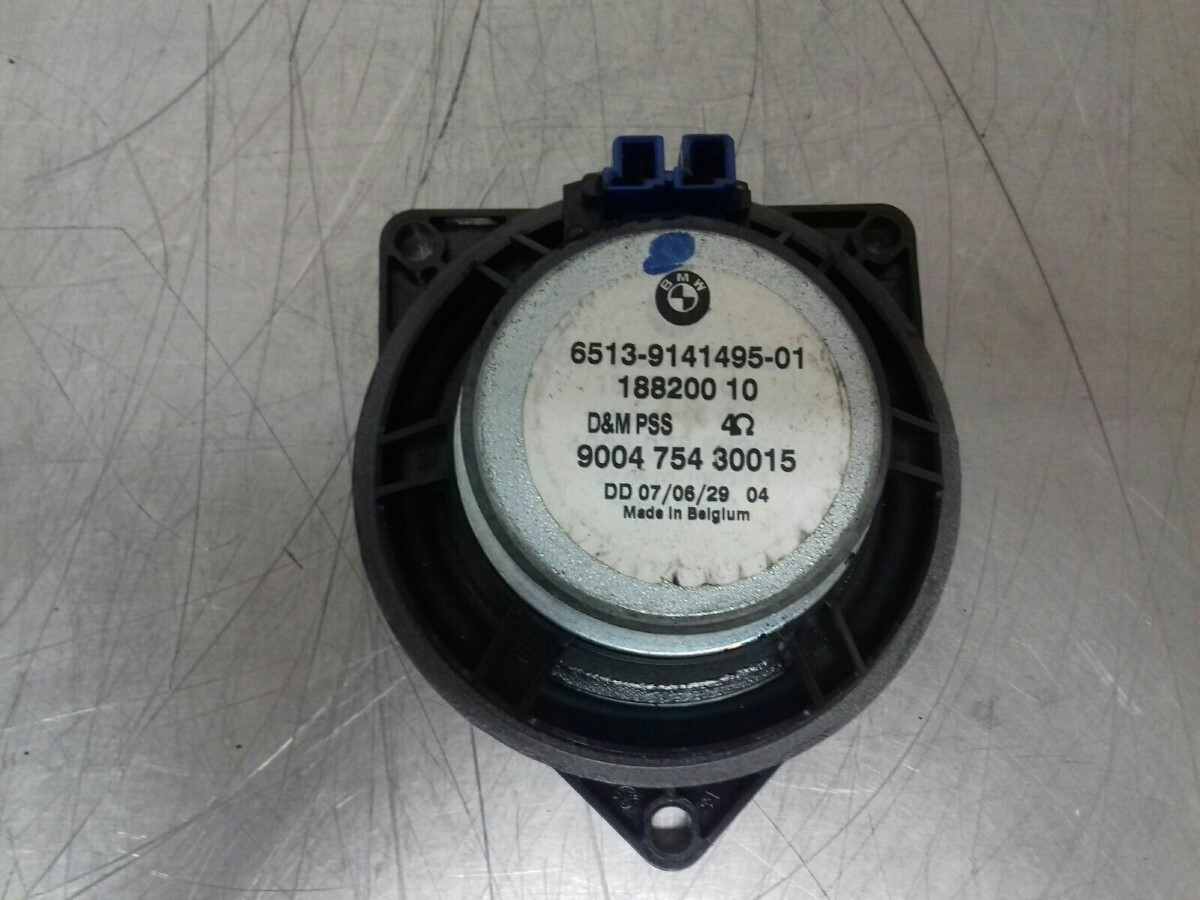 BMW
6513-9141495-01
188200 10
D&M PSS 4Ω
9004 754 30015
DD 07/06/29 04
Made in Belgium